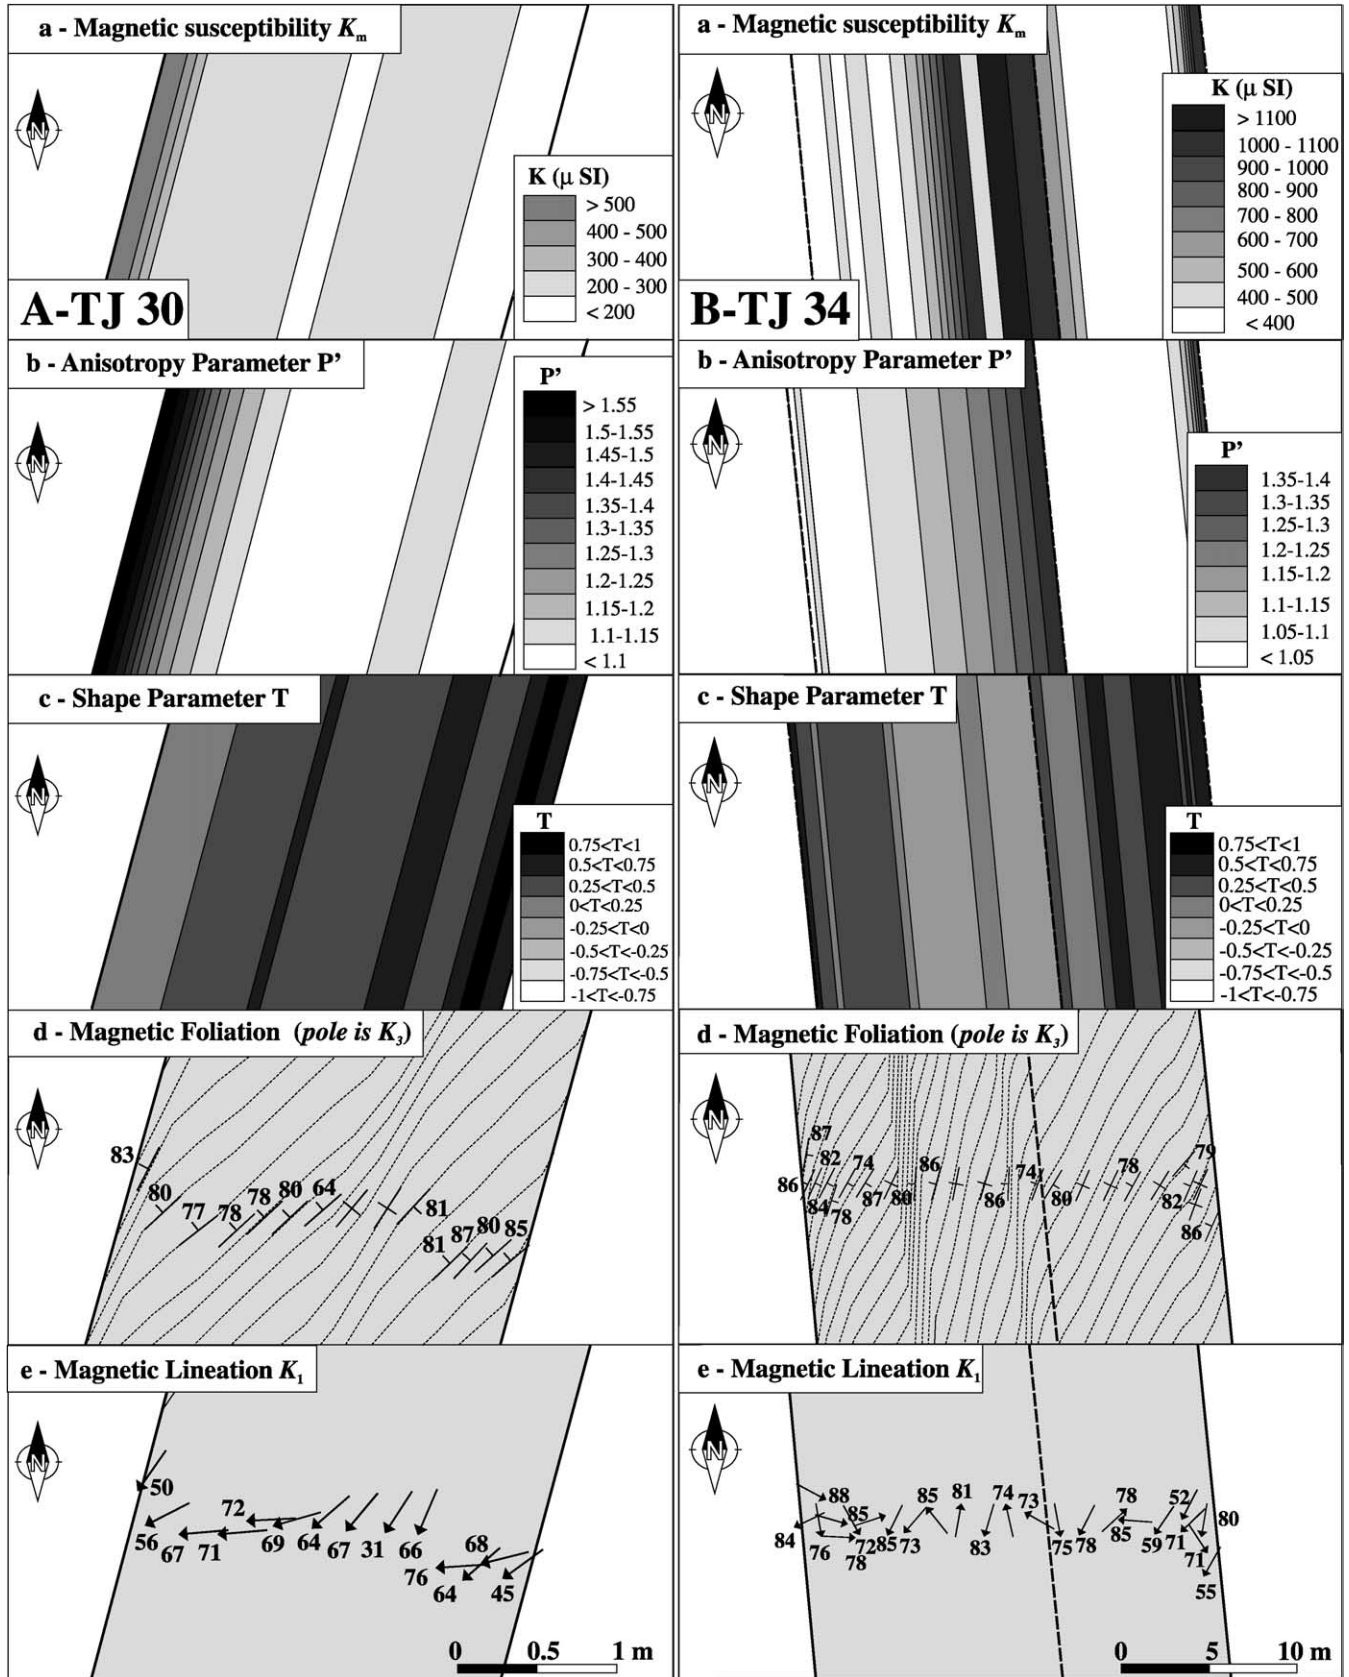 a - Magnetic susceptibility Km
N
K (μ SI)
> 500
400 - 500
300 - 400
200 - 300
< 200
A-TJ 30
b - Anisotropy Parameter P’
N
P’
> 1.55
1.5-1.55
1.45-1.5
1.4-1.45
1.35-1.4
1.3-1.35
1.25-1.3
1.2-1.25
1.15-1.2
1.1-1.15
< 1.1
c - Shape Parameter T
N
T
0.75<T<1
0.5<T<0.75
0.25<T<0.5
0<T<0.25
-0.25<T<0
-0.5<T<-0.25
-0.75<T<-0.5
-1<T<-0.75
d - Magnetic Foliation (pole is K3)
N
83
80
77
78
78
80
64
81
81
87
80
85
e - Magnetic Lineation K1
N
50
56
67
72
71
69
64
67
31
66
76
64
68
45
0 0.5 1 m
a - Magnetic susceptibility Km
N
K (μ SI)
> 1100
1000 - 1100
900 - 1000
800 - 900
700 - 800
600 - 700
500 - 600
400 - 500
< 400
B-TJ 34
b - Anisotropy Parameter P’
N
P’
1.35-1.4
1.3-1.35
1.25-1.3
1.2-1.25
1.15-1.2
1.1-1.15
1.05-1.1
< 1.05
c - Shape Parameter T
N
T
0.75<T<1
0.5<T<0.75
0.25<T<0.5
0<T<0.25
-0.25<T<0
-0.5<T<-0.25
-0.75<T<-0.5
-1<T<-0.75
d - Magnetic Foliation (pole is K3)
N
87
82
86
84
78
74
87
80
86
86
74
80
78
79
82
86
e - Magnetic Lineation K1
N
84
88
76
85
72
78
85
73
85
81
83
74
73
75
78
78
85
59
52
71
71
80
55
0 5 10 m